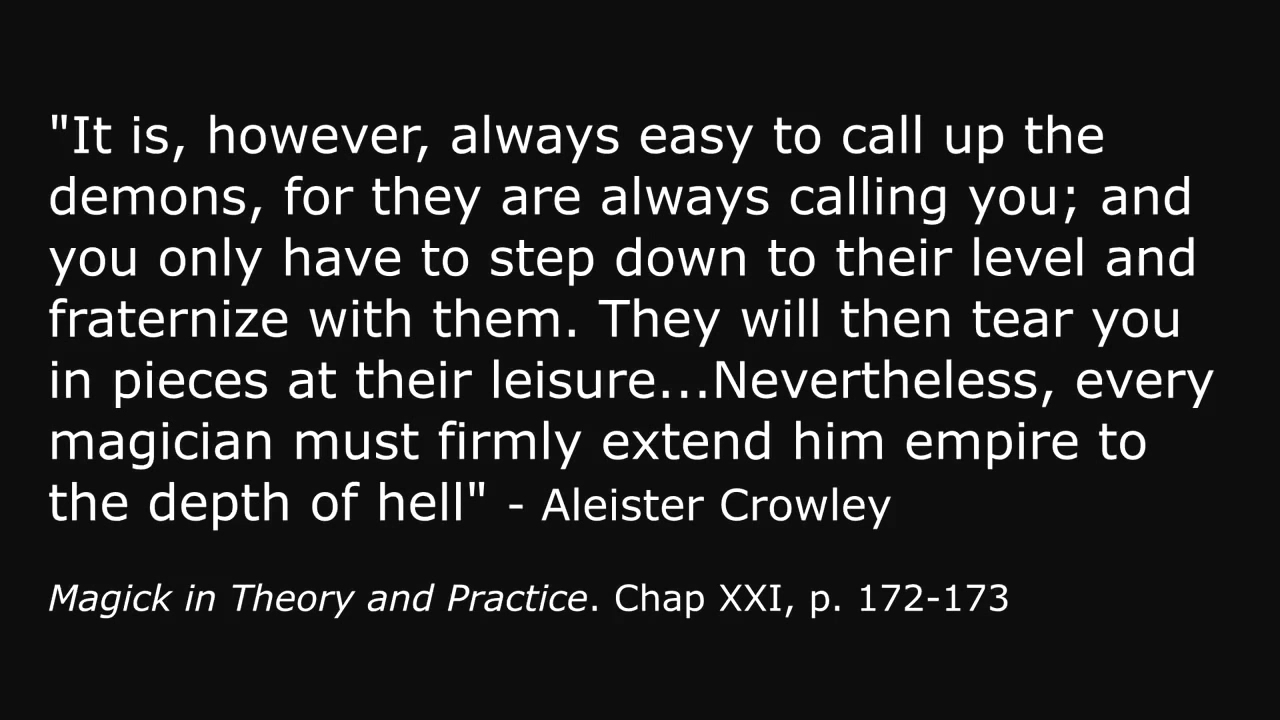 "It is, however, always easy to call up the
demons, for they are always calling you; and
you only have to step down to their level and
fraternize with them. They will then tear you
in pieces at their leisure...Nevertheless, every
magician must firmly extend him empire to
the depth of hell" - Aleister Crowley
Magick in Theory and Practice. Chap XXI, p. 172-173